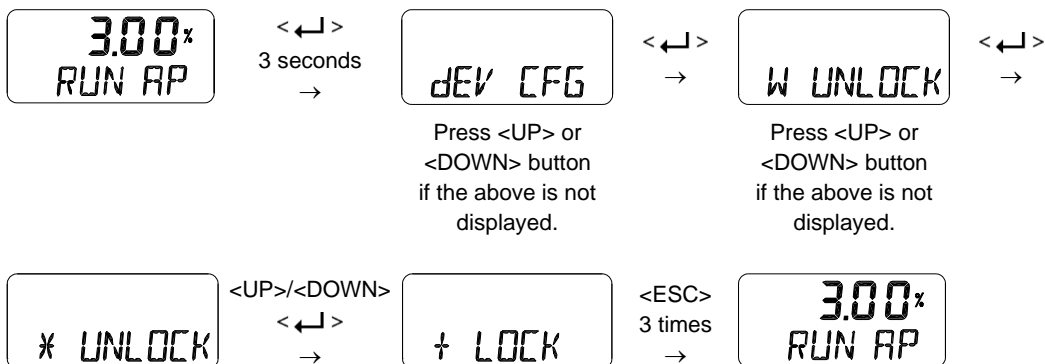 3.00%
RUN AP
< ↵ >
3 seconds
→
dEV CFG
Press <UP> or
<DOWN> button
if the above is not
displayed.
< ↵ >
→
W UNLOCK
Press <UP> or
<DOWN> button
if the above is not
displayed.
< ↵ >
→
* UNLOCK
<UP>/<DOWN>
< ↵ >
→
+ LOCK
<ESC>
3 times
→
3.00%
RUN AP